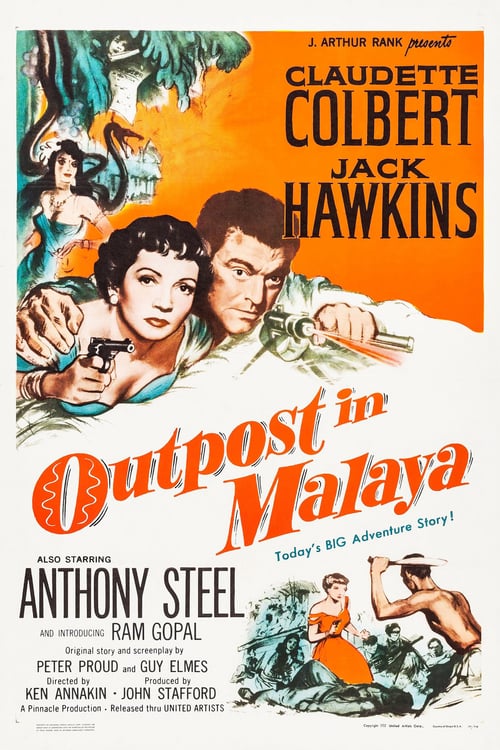 J. ARTHUR RANK presents
CLAUDETTE
COLBERT
JACK
HAWKINS
Outpost in
Malaya
Today's BIG Adventure Story!
ALSO STARRING
ANTHONY STEEL
AND INTRODUCING RAM GOPAL
Original story and screenplay by
PETER PROUD and GUY ELMES
Directed by
KEN ANNAKIN •
Produced by
JOHN STAFFORD
A Pinnacle Production • Released thru UNITED ARTISTS